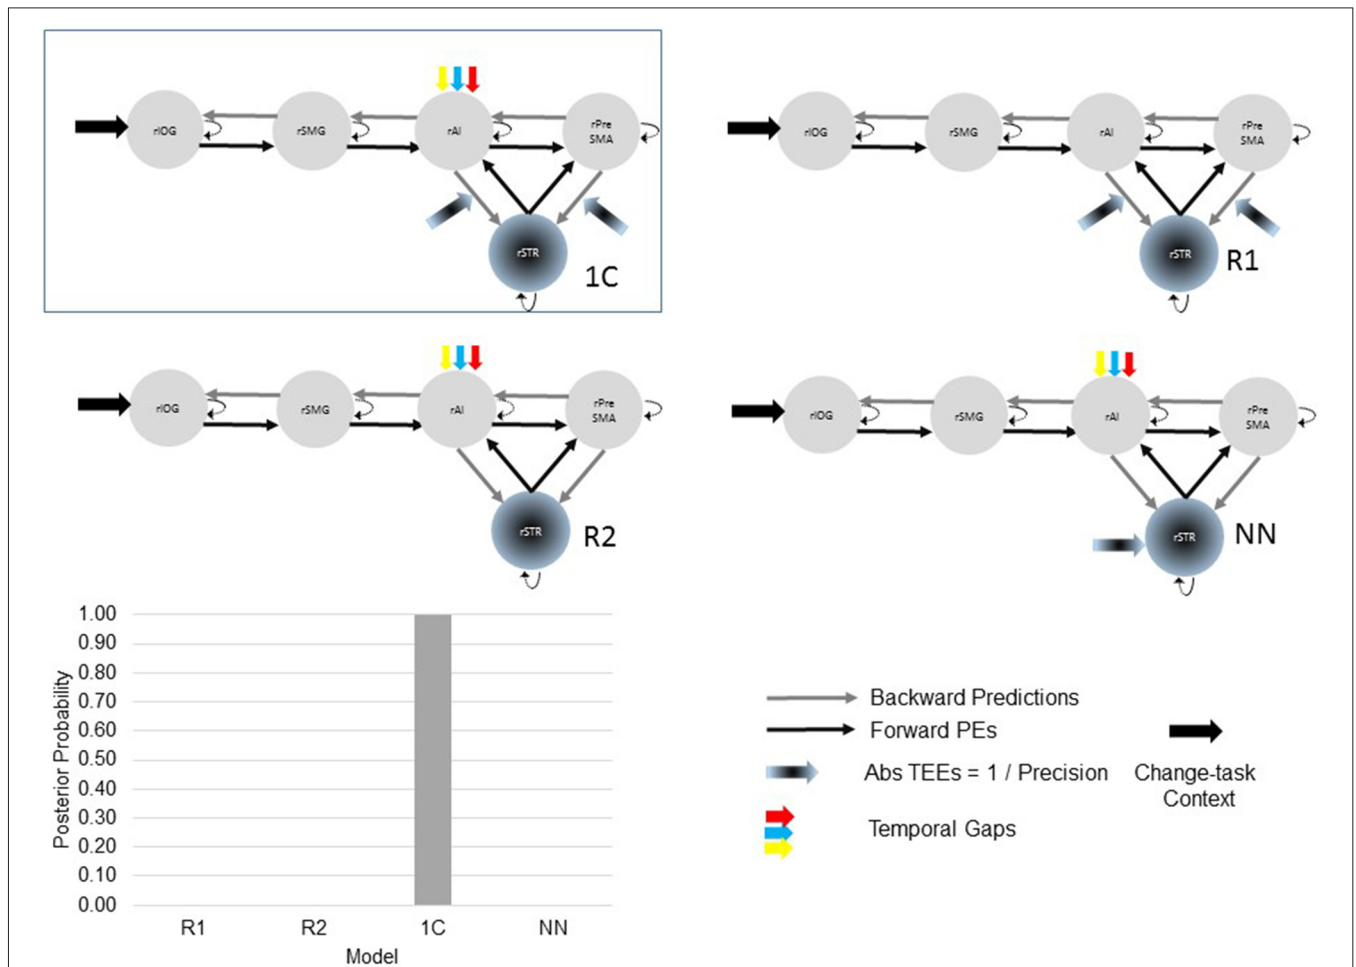 rIOG
rSMG
rAI
rPre
SMA
rSTR
1C
rIOG
rSMG
rAI
rPre
SMA
rSTR
R1
rIOG
rSMG
rAI
rPre
SMA
rSTR
R2
rIOG
rSMG
rAI
rPre
SMA
rSTR
NN
Posterior Probability
1.00
0.90
0.80
0.70
0.60
0.50
0.40
0.30
0.20
0.10
0.00
R1 R2 1C NN
Model
Backward Predictions
Forward PEs
Abs TEEs = 1 / Precision
Temporal Gaps
Change-task
Context